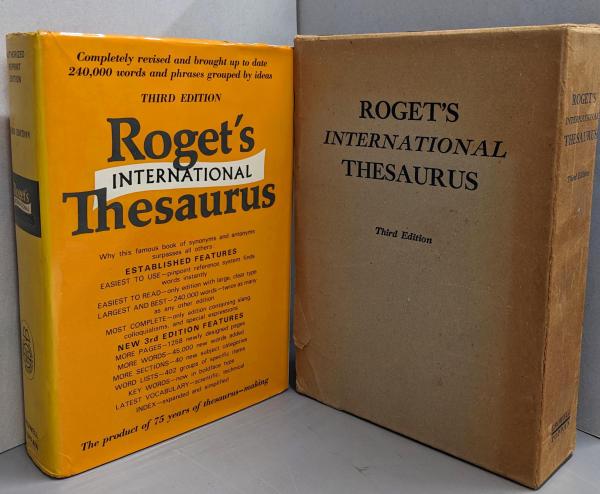 Completely revised and brought up to date
240,000 words and phrases grouped by ideas
THIRD EDITION
Roget's
INTERNATIONAL
Thesaurus
Why this famous book of synonyms and antonyms
surpasses all others
ESTABLISHED FEATURES
EASIEST TO USE—pinpoint reference system finds
words instantly
EASIEST TO READ—only edition with large, clear type
LARGEST AND BEST—240,000 words—twice as many
as any other edition
MOST COMPLETE—only edition containing slang,
colloquialisms, and special expressions
NEW 3rd EDITION FEATURES
MORE PAGES—1258 newly designed pages
MORE WORDS—45,000 new words added
MORE SECTIONS—40 new subject categories
WORD LISTS—402 groups of specific items
KEY WORDS—now in boldface type
LATEST VOCABULARY—scientific, technical
INDEX—expanded and simplified
The product of 75 years of thesaurus-making
ROGET'S
INTERNATIONAL
THESAURUS
Third Edition
ROGET'S
INTERNATIONAL
THESAURUS
Third Edition